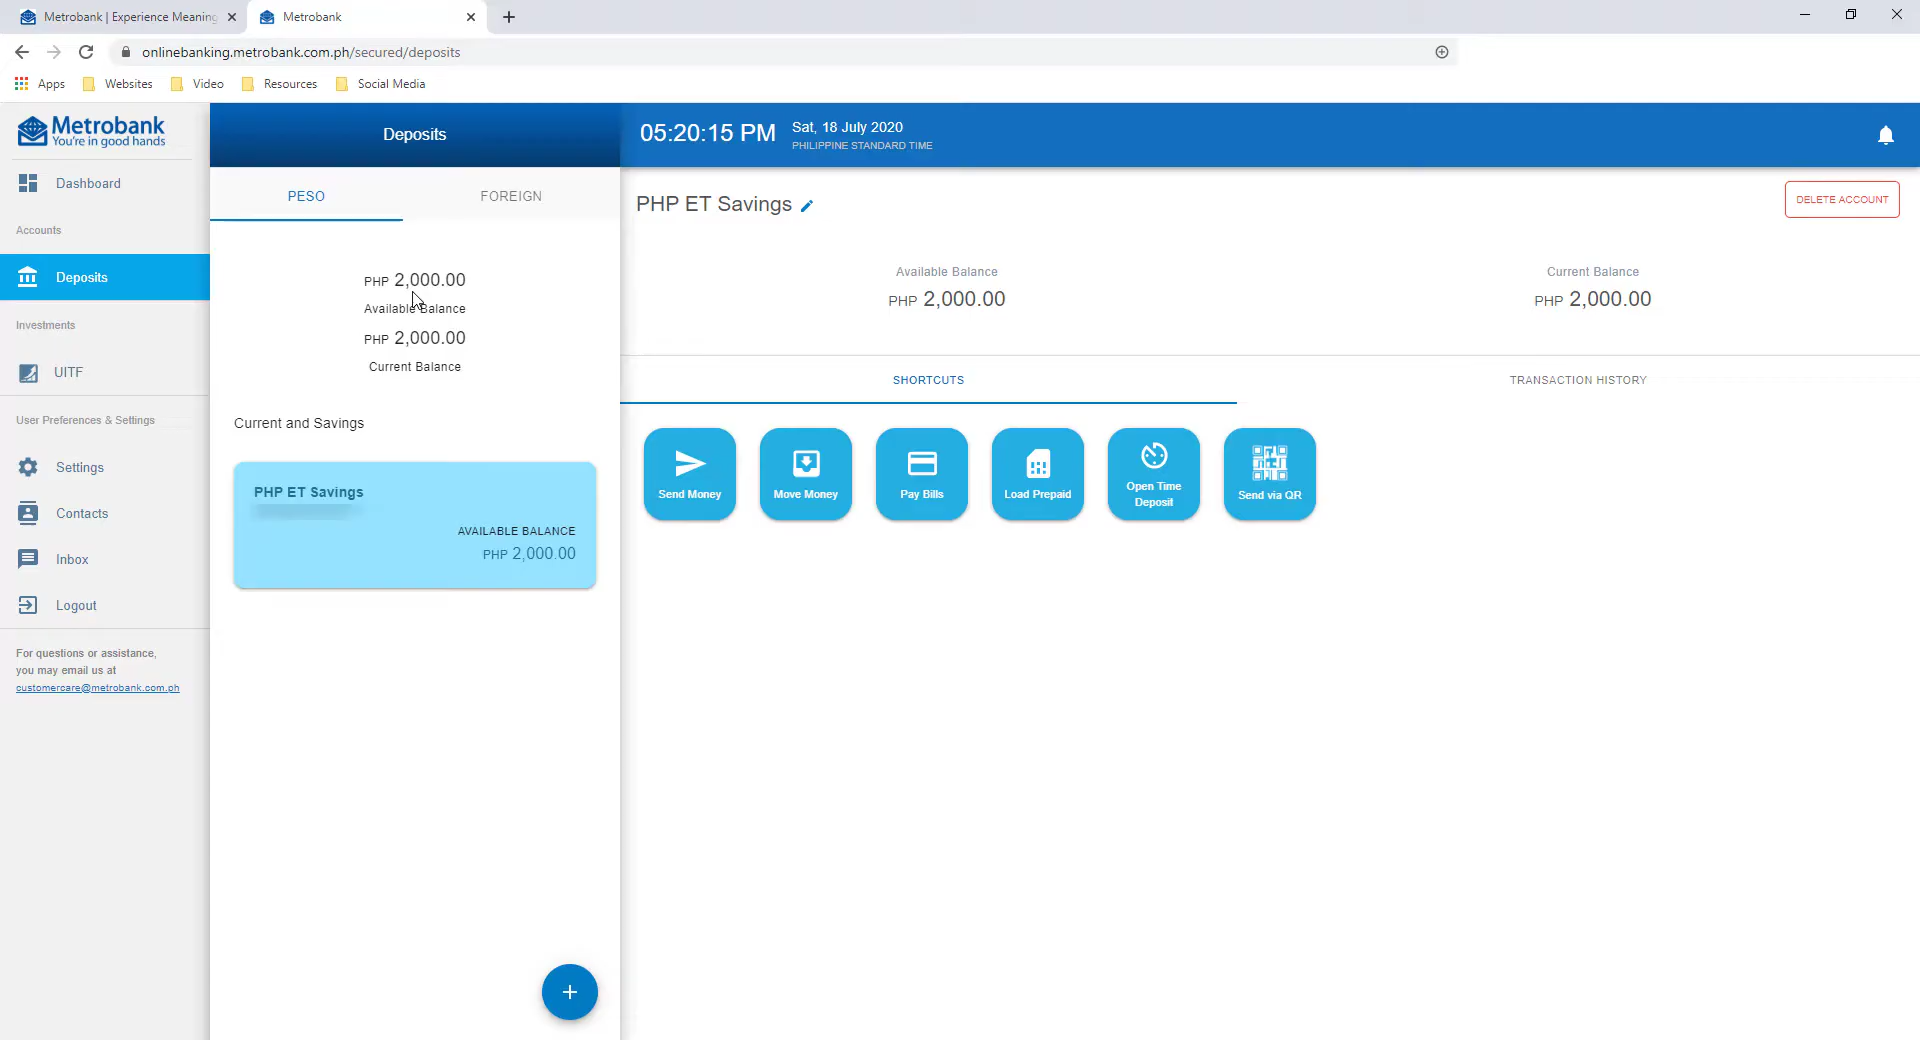 Metrobank | Experience Meaning
Metrobank
onlinebanking.metrobank.com.ph/secured/deposits
Apps
Websites
Video
Resources
Social Media
Metrobank
You're in good hands
Dashboard
Accounts
Deposits
Investments
UITF
User Preferences & Settings
Settings
Contacts
Inbox
Logout
For questions or assistance,
you may email us at
customercare@metrobank.com.ph
Deposits
PESO
FOREIGN
PHP 2,000.00
Available Balance
PHP 2,000.00
Current Balance
Current and Savings
PHP ET Savings
AVAILABLE BALANCE
PHP 2,000.00
05:20:15 PM
Sat, 18 July 2020
PHILIPPINE STANDARD TIME
PHP ET Savings
DELETE ACCOUNT
Available Balance
PHP 2,000.00
Current Balance
PHP 2,000.00
SHORTCUTS
TRANSACTION HISTORY
Send Money
Move Money
Pay Bills
Load Prepaid
Open Time
Deposit
Send via QR